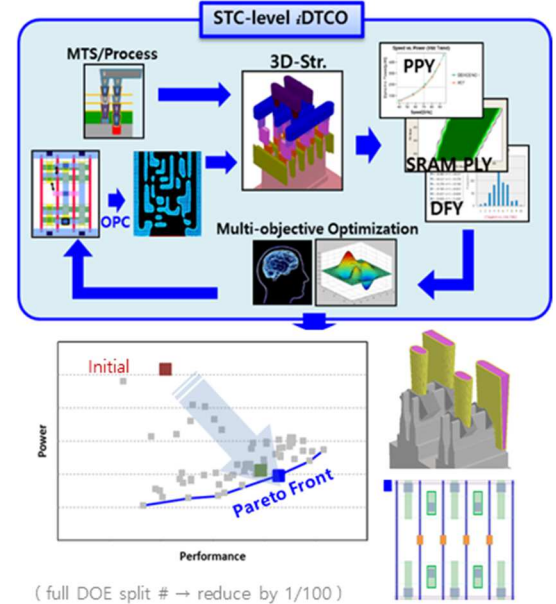 STC-level iDTCO
MTS/Process
3D-Str.
PPY
SRAM PLY
DFY
OPC
Multi-objective Optimization
Initial
Power
Pareto Front
Performance
( full DOE split # → reduce by 1/100 )